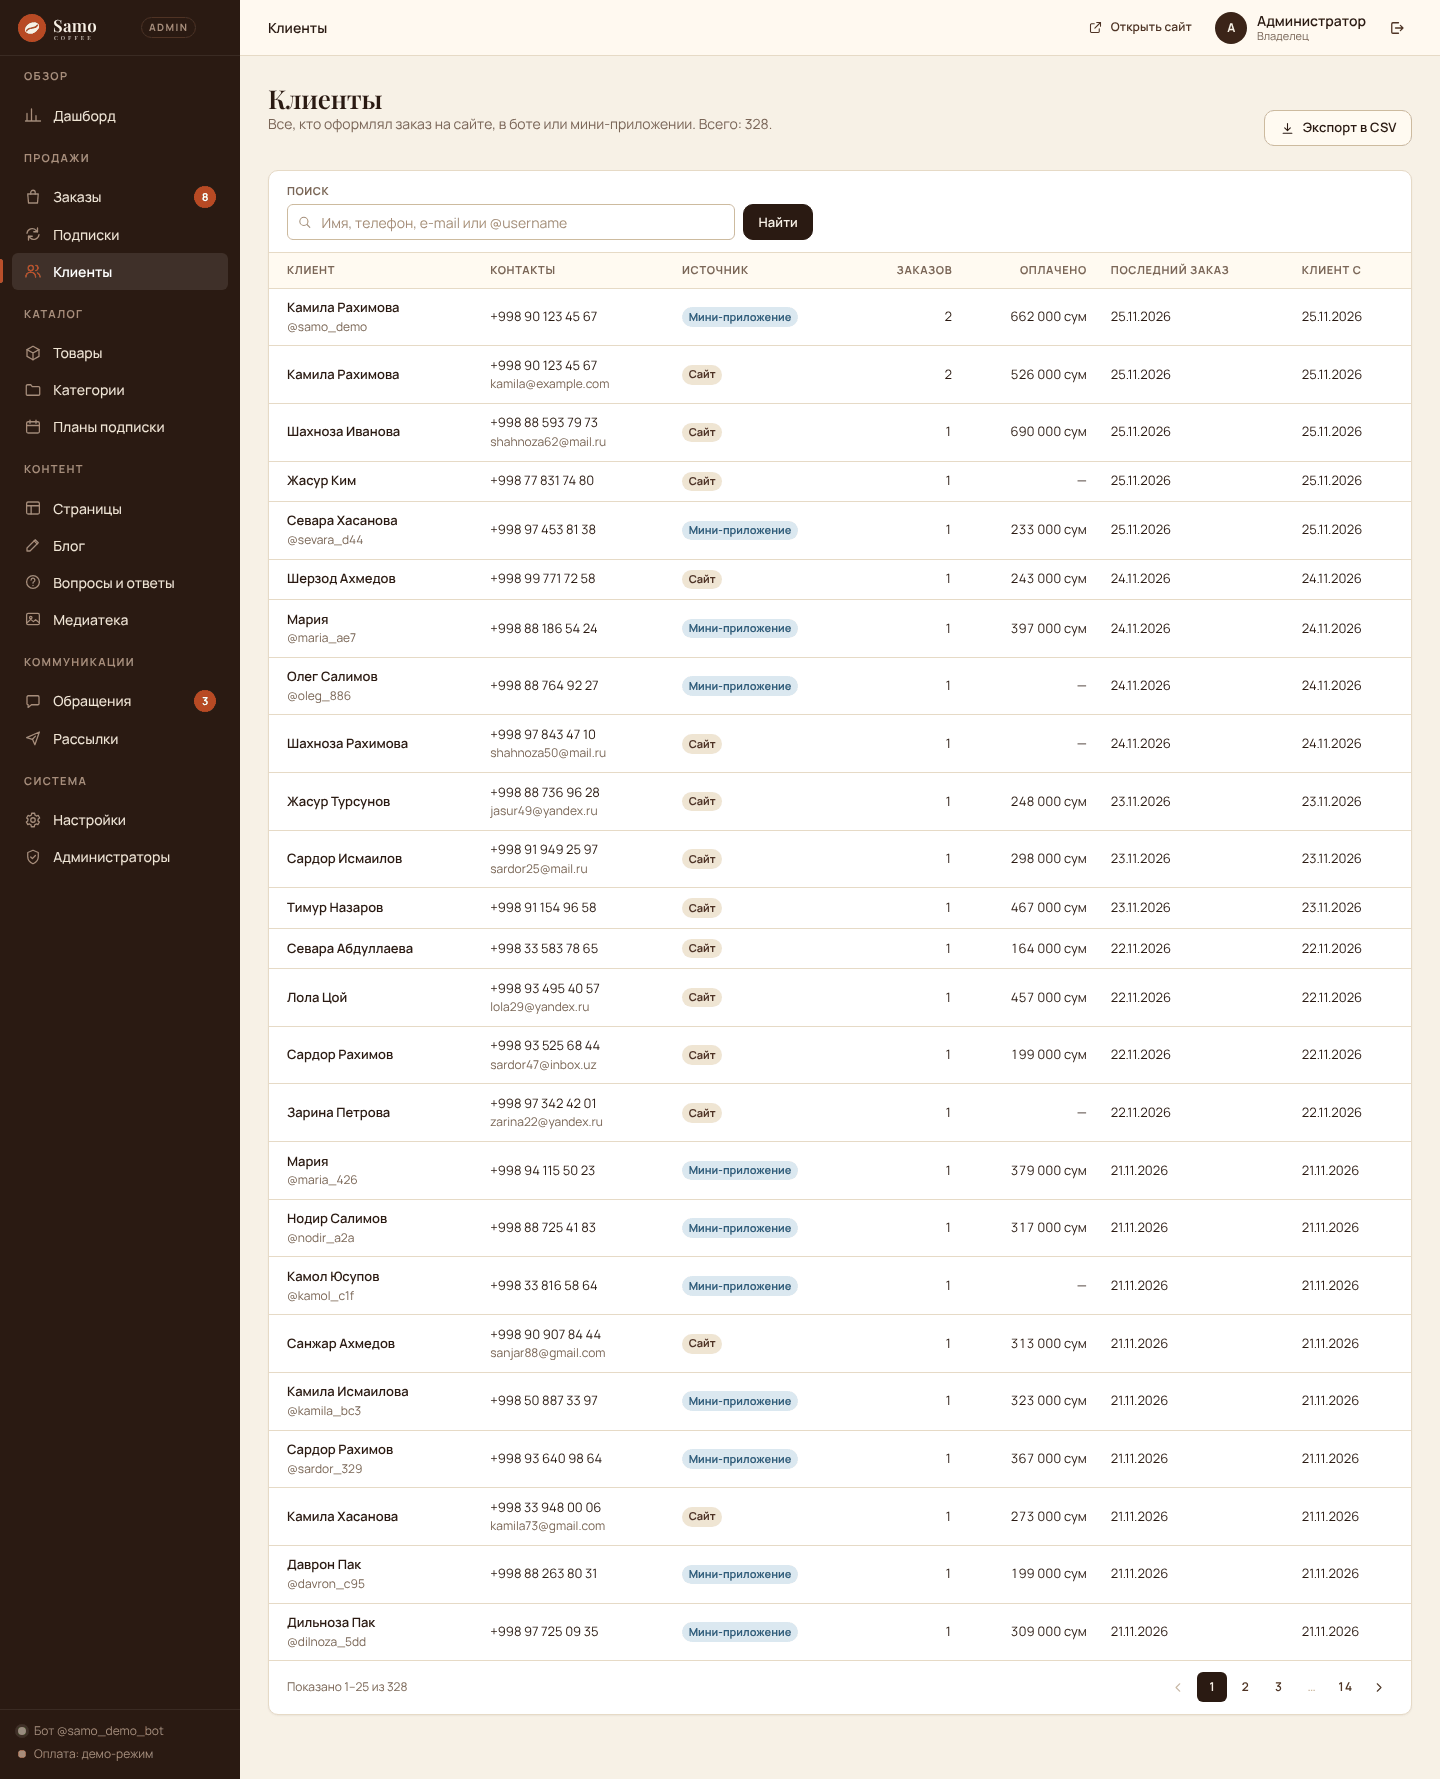 Samo
COFFEE
ADMIN
Клиенты
Открыть сайт
А
Администратор
Владелец
ОБЗОР
Дашборд
ПРОДАЖИ
Заказы 8
Подписки
Клиенты
КАТАЛОГ
Товары
Категории
Планы подписки
КОНТЕНТ
Страницы
Блог
Вопросы и ответы
Медиатека
КОММУНИКАЦИИ
Обращения 3
Рассылки
СИСТЕМА
Настройки
Администраторы
Бот @samo_demo_bot
Оплата: демо-режим
Клиенты
Все, кто оформлял заказ на сайте, в боте или мини-приложении. Всего: 328.
Экспорт в CSV
ПОИСК
Имя, телефон, e-mail или @username
Найти
КЛИЕНТ КОНТАКТЫ ИСТОЧНИК ЗАКАЗОВ ОПЛАЧЕНО ПОСЛЕДНИЙ ЗАКАЗ КЛИЕНТ С
Камила Рахимова +998 90 123 45 67 Мини-приложение 2 662 000 сум 25.11.2026 25.11.2026
@samo_demo
Камила Рахимова +998 90 123 45 67 Сайт 2 526 000 сум 25.11.2026 25.11.2026
kamila@example.com
Шахноза Иванова +998 88 593 79 73 Сайт 1 690 000 сум 25.11.2026 25.11.2026
shahnoza62@mail.ru
Жасур Ким +998 77 831 74 80 Сайт 1 — 25.11.2026 25.11.2026
Севара Хасанова +998 97 453 81 38 Мини-приложение 1 233 000 сум 25.11.2026 25.11.2026
@sevara_d44
Шерзод Ахмедов +998 99 771 72 58 Сайт 1 243 000 сум 24.11.2026 24.11.2026
Мария +998 88 186 54 24 Мини-приложение 1 397 000 сум 24.11.2026 24.11.2026
@maria_ae7
Олег Салимов +998 88 764 92 27 Мини-приложение 1 — 24.11.2026 24.11.2026
@oleg_886
Шахноза Рахимова +998 97 843 47 10 Сайт 1 — 24.11.2026 24.11.2026
shahnoza50@mail.ru
Жасур Турсунов +998 88 736 96 28 Сайт 1 248 000 сум 23.11.2026 23.11.2026
jasur49@yandex.ru
Сардор Исмаилов +998 91 949 25 97 Сайт 1 298 000 сум 23.11.2026 23.11.2026
sardor25@mail.ru
Тимур Назаров +998 91 154 96 58 Сайт 1 467 000 сум 23.11.2026 23.11.2026
Севара Абдуллаева +998 33 583 78 65 Сайт 1 164 000 сум 22.11.2026 22.11.2026
Лола Цой +998 93 495 40 57 Сайт 1 457 000 сум 22.11.2026 22.11.2026
lola29@yandex.ru
Сардор Рахимов +998 93 525 68 44 Сайт 1 199 000 сум 22.11.2026 22.11.2026
sardor47@inbox.uz
Зарина Петрова +998 97 342 42 01 Сайт 1 — 22.11.2026 22.11.2026
zarina22@yandex.ru
Мария +998 94 115 50 23 Мини-приложение 1 379 000 сум 21.11.2026 21.11.2026
@maria_426
Нодир Салимов +998 88 725 41 83 Мини-приложение 1 317 000 сум 21.11.2026 21.11.2026
@nodir_a2a
Камол Юсупов +998 33 816 58 64 Мини-приложение 1 — 21.11.2026 21.11.2026
@kamol_c1f
Санжар Ахмедов +998 90 907 84 44 Сайт 1 313 000 сум 21.11.2026 21.11.2026
sanjar88@gmail.com
Камила Исмаилова +998 50 887 33 97 Мини-приложение 1 323 000 сум 21.11.2026 21.11.2026
@kamila_bc3
Сардор Рахимов +998 93 640 98 64 Мини-приложение 1 367 000 сум 21.11.2026 21.11.2026
@sardor_329
Камила Хасанова +998 33 948 00 06 Сайт 1 273 000 сум 21.11.2026 21.11.2026
kamila73@gmail.com
Даврон Пак +998 88 263 80 31 Мини-приложение 1 199 000 сум 21.11.2026 21.11.2026
@davron_c95
Дильноза Пак +998 97 725 09 35 Мини-приложение 1 309 000 сум 21.11.2026 21.11.2026
@dilnoza_5dd
Показано 1–25 из 328
1 2 3 ... 14